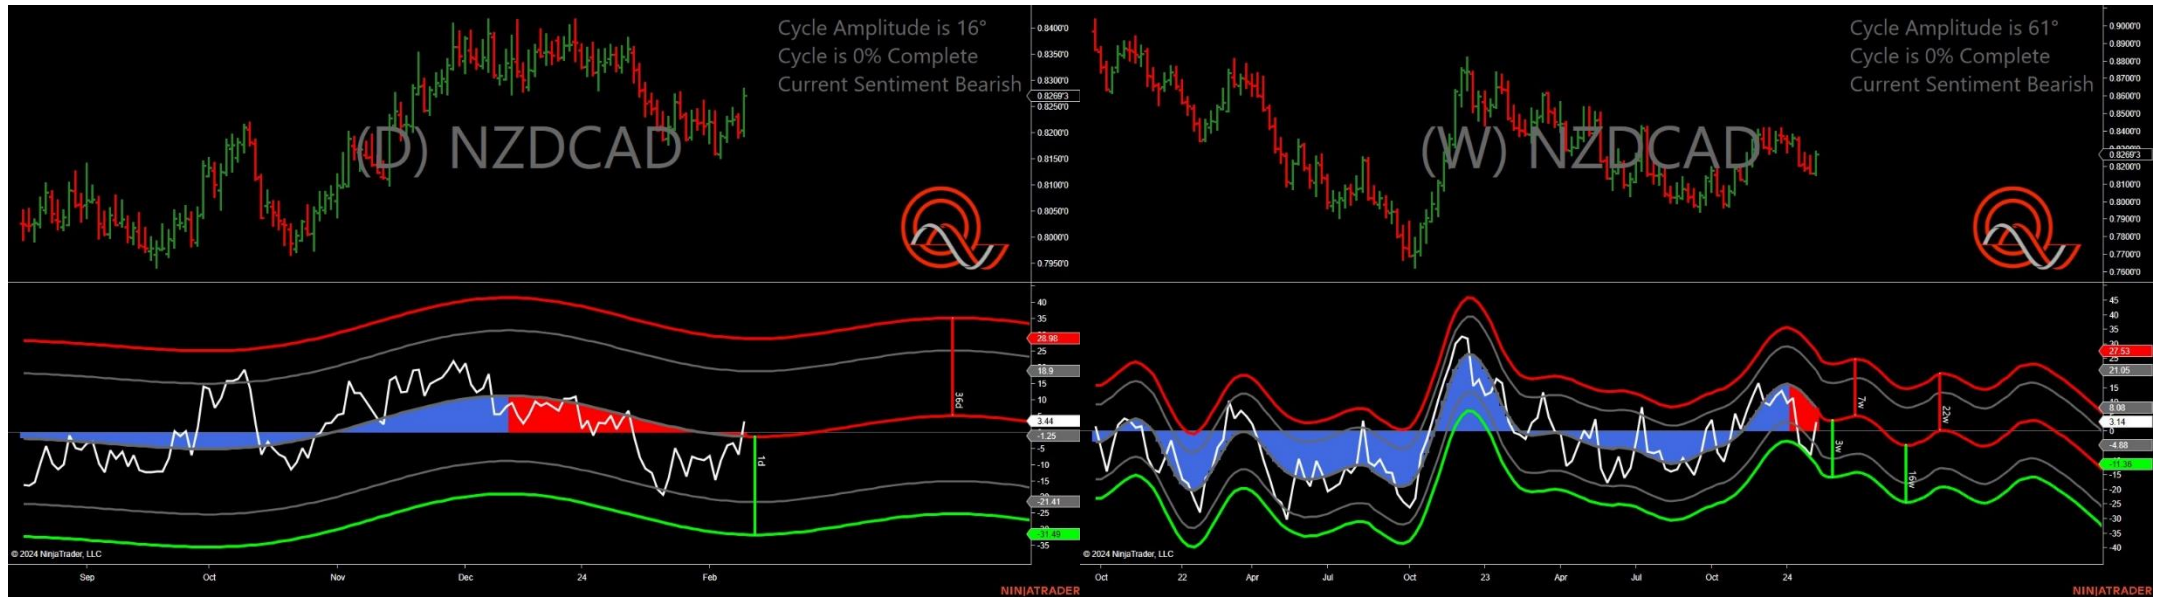 Cycle Amplitude is 16°
Cycle is 0% Complete
Current Sentiment Bearish
(D) NZDCAD
0.8400'0
0.8350'0
0.8300'0
0.8269'3
0.8250'0
0.8200'0
0.8150'0
0.8100'0
0.8050'0
0.8000'0
0.7950'0
40
35
28.98
25
18.9
15
10
3.44
-1.25
-5
-10
-15
-21.41
-25
-31.49
-35
36d
1d
© 2024 NinjaTrader, LLC
Sep
Oct
Nov
Dec
24
Feb
NINJATRADER
Cycle Amplitude is 61°
Cycle is 0% Complete
Current Sentiment Bearish
(W) NZDCAD
0.9000'0
0.8900'0
0.8800'0
0.8700'0
0.8600'0
0.8500'0
0.8400'0
0.8269'3
0.8200'0
0.8100'0
0.8000'0
0.7900'0
0.7800'0
0.7700'0
0.7600'0
45
40
35
30
27.53
21.05
15
8.08
3.14
0
-4.88
-11.36
-15
-20
-25
-30
-35
-40
7w
22w
3w
16w
© 2024 NinjaTrader, LLC
Oct
22
Apr
Jul
Oct
23
Apr
Jul
Oct
24
NINJATRADER